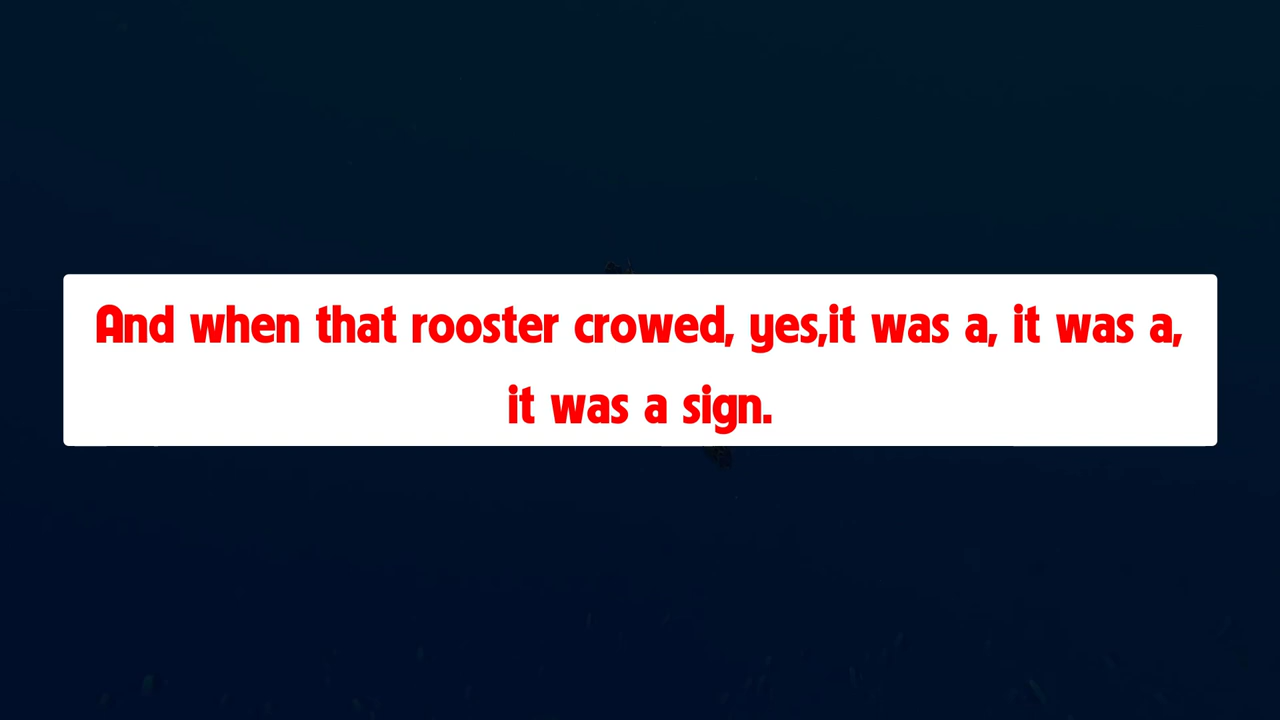 And when that rooster crowed, yes,it was a, it was a,
it was a sign.